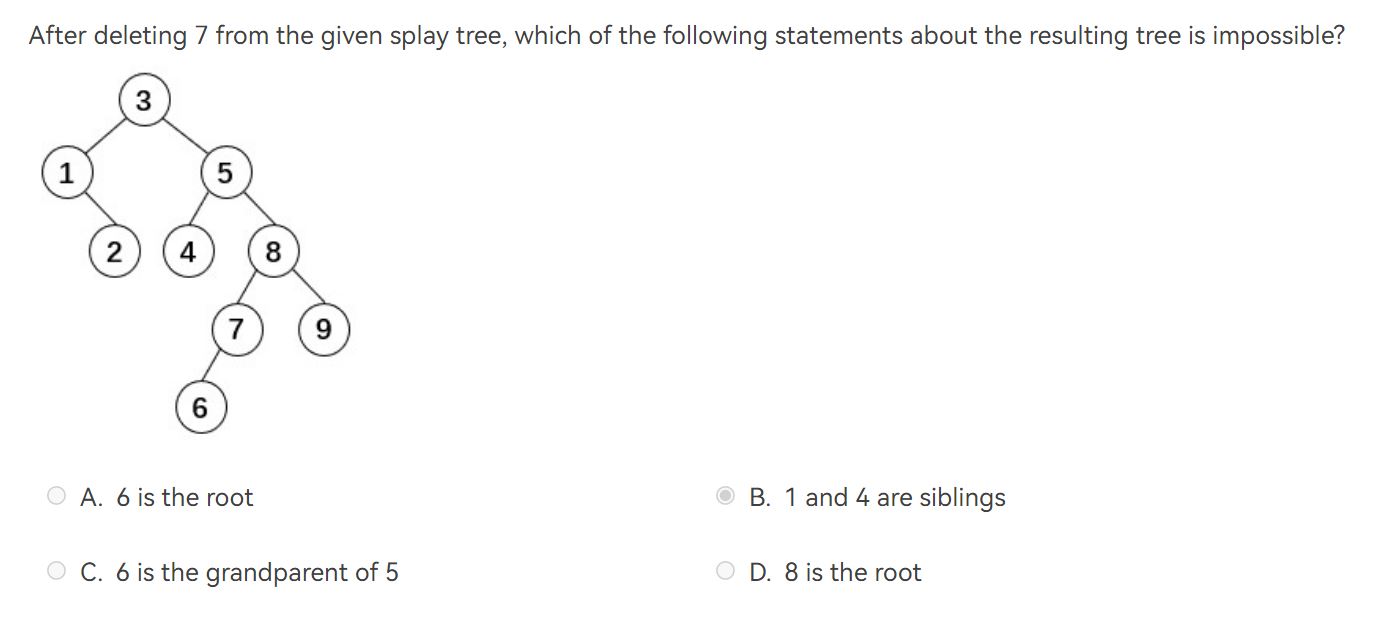 After deleting 7 from the given splay tree, which of the following statements about the resulting tree is impossible?
3
1 5
2 4 8
7 9
6
A. 6 is the root B. 1 and 4 are siblings
C. 6 is the grandparent of 5 D. 8 is the root